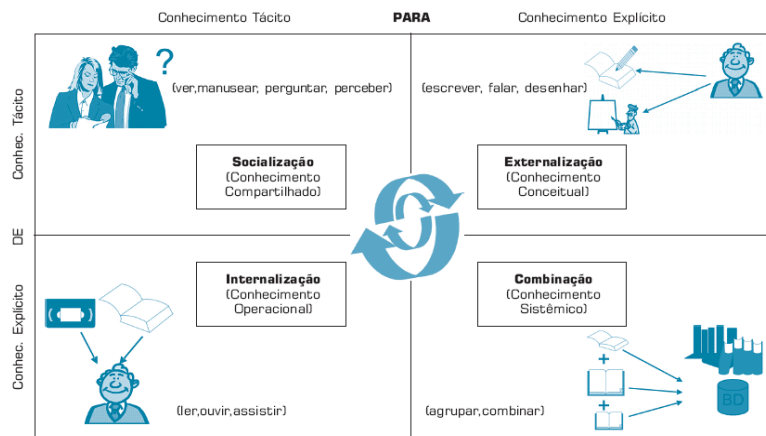 Conhecimento Tácito PARA Conhecimento Explícito
Conhec. Tácito
?
(ver,manusear, perguntar, perceber)
(escrever, falar, desenhar)
Socialização
(Conhecimento
Compartilhado)
Externalização
(Conhecimento
Conceitual)
DE
Conhec. Explícito
Internalização
(Conhecimento
Operacional)
Combinação
(Conhecimento
Sistêmico)
+
+
BD
(ler,ouvir,assistir)
(agrupar,combinar)